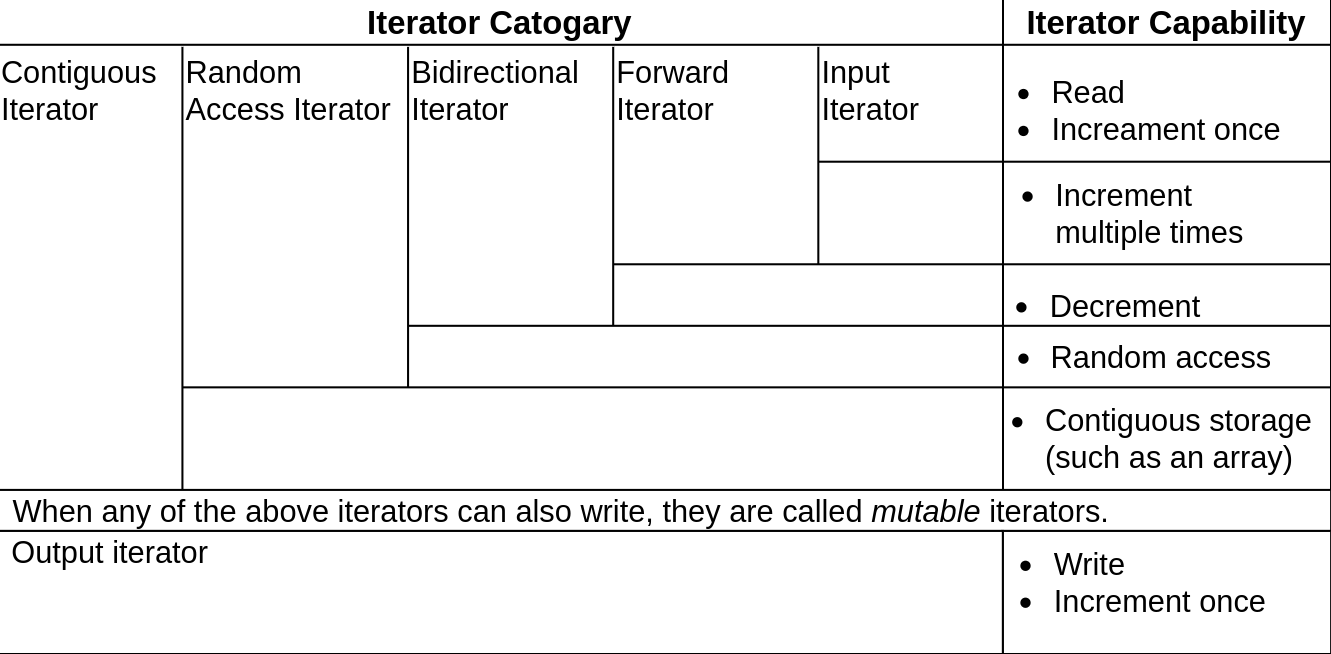 Iterator Catogary
Iterator Capability
Contiguous
Iterator
Random
Access Iterator
Bidirectional
Iterator
Forward
Iterator
Input
Iterator
• Read
• Increament once
• Increment
multiple times
• Decrement
• Random access
• Contiguous storage
(such as an array)
When any of the above iterators can also write, they are called mutable iterators.
Output iterator
• Write
• Increment once